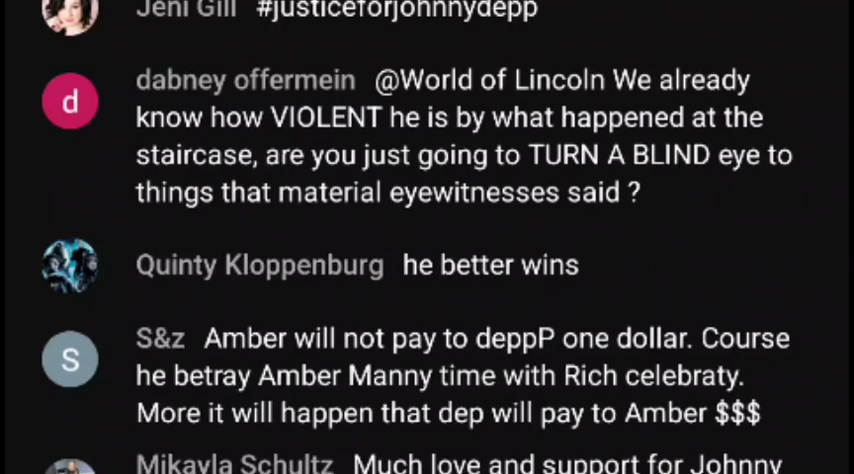 Jeni Gill #justiceforjohnnydepp
dabney offermein @World of Lincoln We already
know how VIOLENT he is by what happened at the
staircase, are you just going to TURN A BLIND eye to
things that material eyewitnesses said ?
d
Quinty Kloppenburg he better wins
S&z Amber will not pay to deppP one dollar. Course
he betray Amber Manny time with Rich celebraty.
More it will happen that dep will pay to Amber $$$
S
Mikayla Schultz Much love and support for Johnny